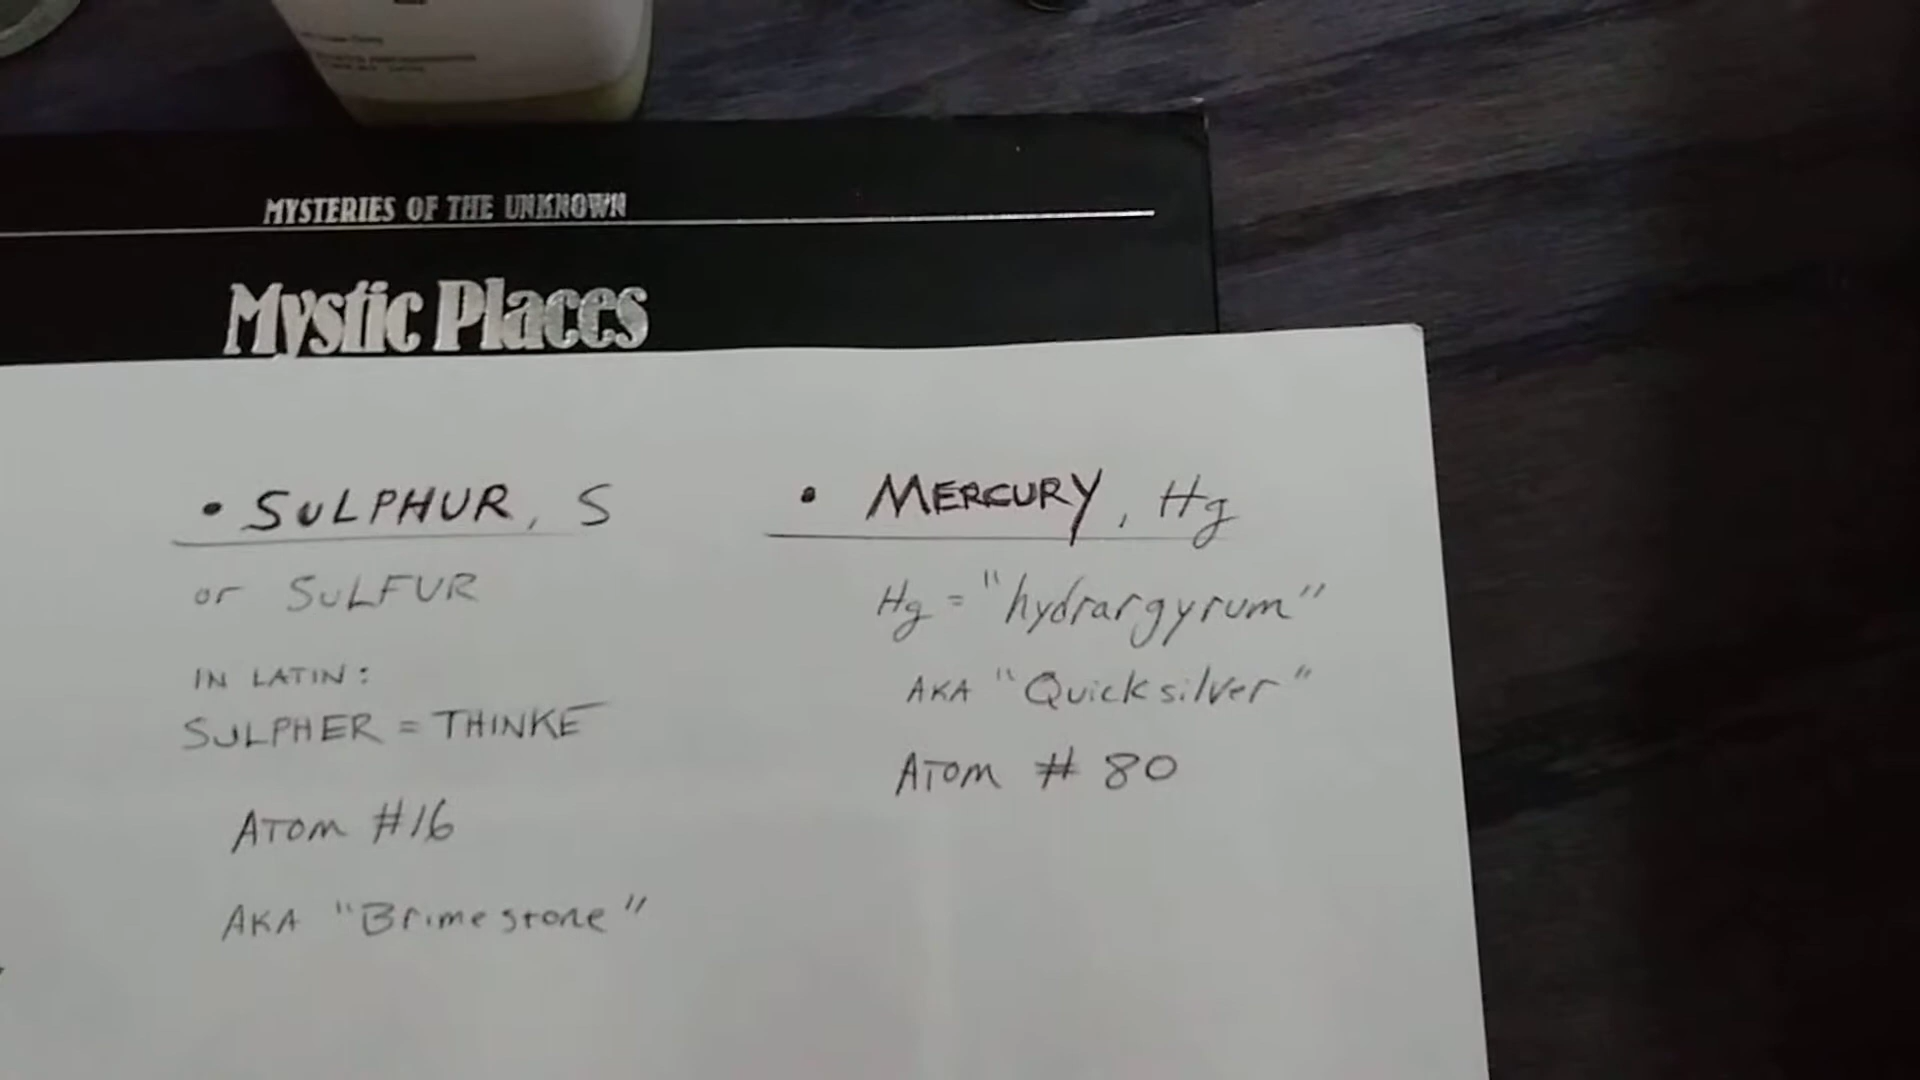 MYSTERIES OF THE UNKNOWN
Mystic Places
• SULPHUR, S
or SULFUR
IN LATIN:
SULPHER = THINKE
ATOM #16
AKA "Brimestone"
• MERCURY, Hg
Hg = "hydrargyrum"
AKA "Quicksilver"
ATOM # 80